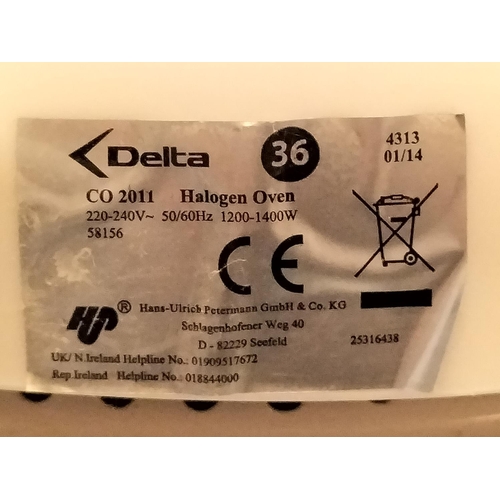 Delta
36
4313
01/14
CO 2011 Halogen Oven
220-240V~ 50/60Hz 1200-1400W
58156
CE
HUP® Hans-Ulrich Petermann GmbH & Co. KG
Schlagenhofener Weg 40
D - 82229 Seefeld
25316438
UK/ N.Ireland Helpline No.: 01909517672
Rep.Ireland Helpline No.: 018844000